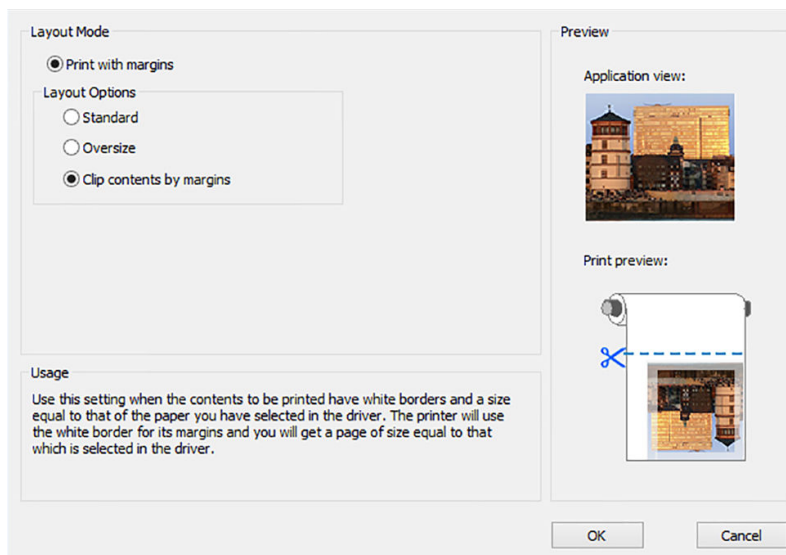 Layout Mode
Print with margins
Layout Options
Standard
Oversize
Clip contents by margins
Usage
Use this setting when the contents to be printed have white borders and a size
equal to that of the paper you have selected in the driver. The printer will use
the white border for its margins and you will get a page of size equal to that
which is selected in the driver.
Preview
Application view:
Print preview:
OK
Cancel